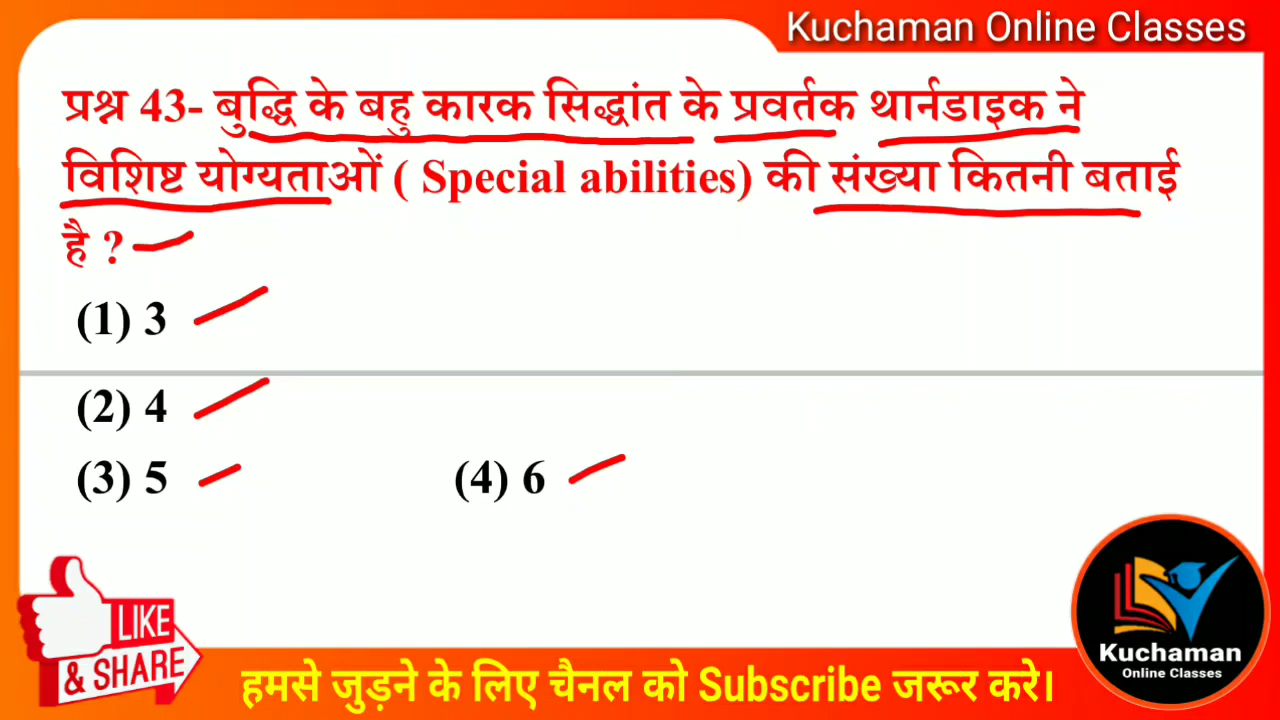 Kuchaman Online Classes
प्रश्न 43- बुद्धि के बहु कारक सिद्धांत के प्रवर्तक थार्नडाइक ने
विशिष्ट योग्यताओं ( Special abilities) की संख्या कितनी बताई
है ?
(1) 3
(2) 4
(3) 5 (4) 6
LIKE
& SHARE
Kuchaman
Online Classes
हमसे जुड़ने के लिए चैनल को Subscribe जरूर करे।